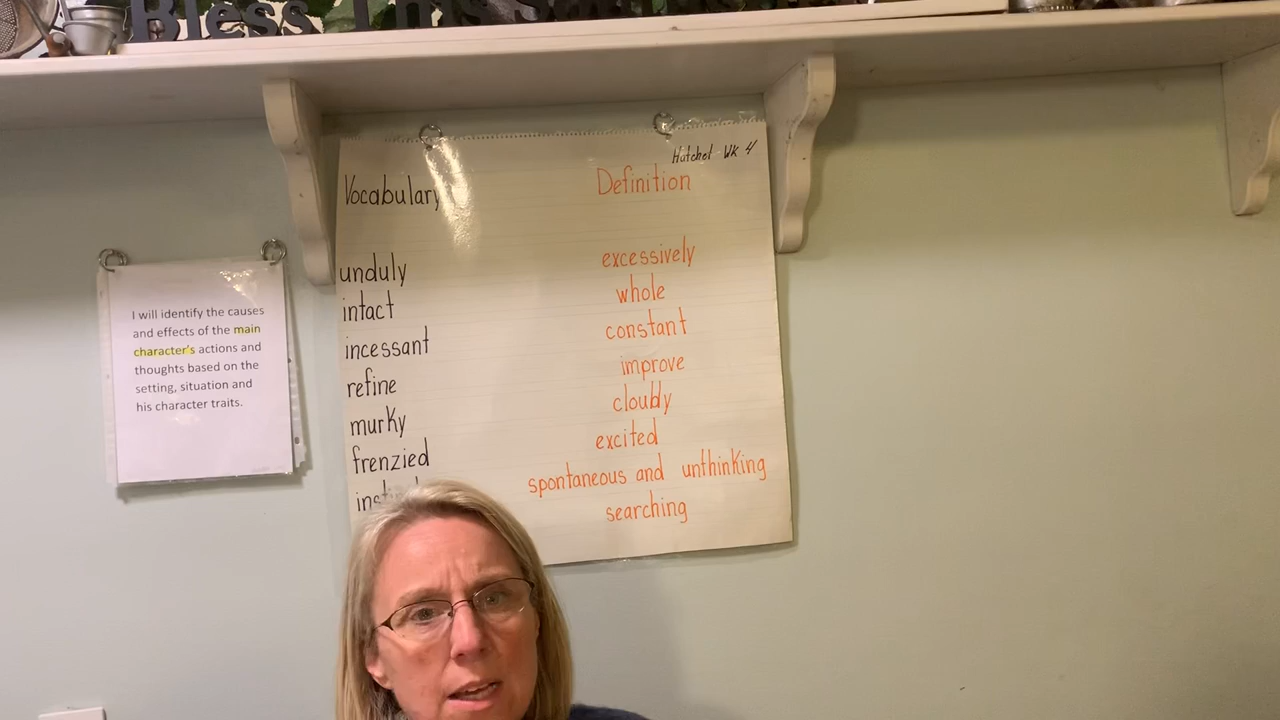 Bless This
Hatchet - WK 4
Vocabulary Definition
unduly excessively
intact whole
incessant constant
refine improve
murky cloudy
frenzied excited
spontaneous and unthinking
searching
I will identify the causes
and effects of the main
character's actions and
thoughts based on the
setting, situation and
his character traits.